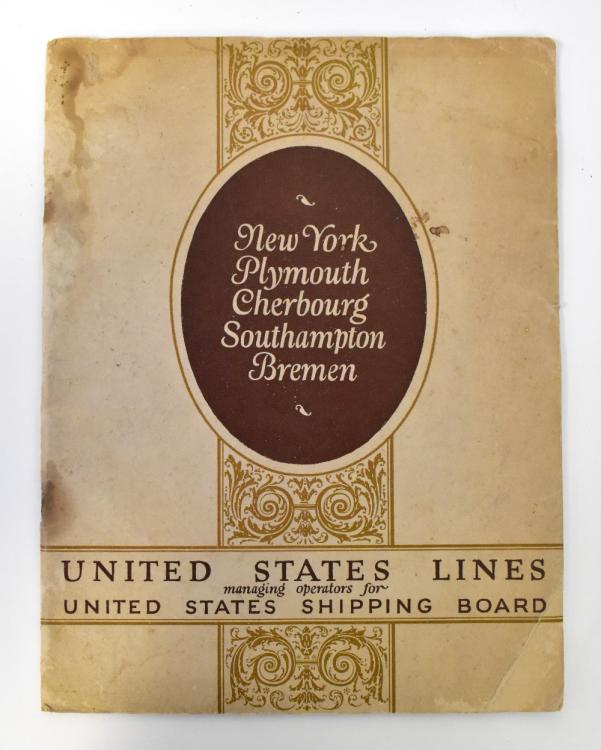 New York
Plymouth
Cherbourg
Southampton
Bremen
UNITED STATES LINES
managing operators for
UNITED STATES SHIPPING BOARD